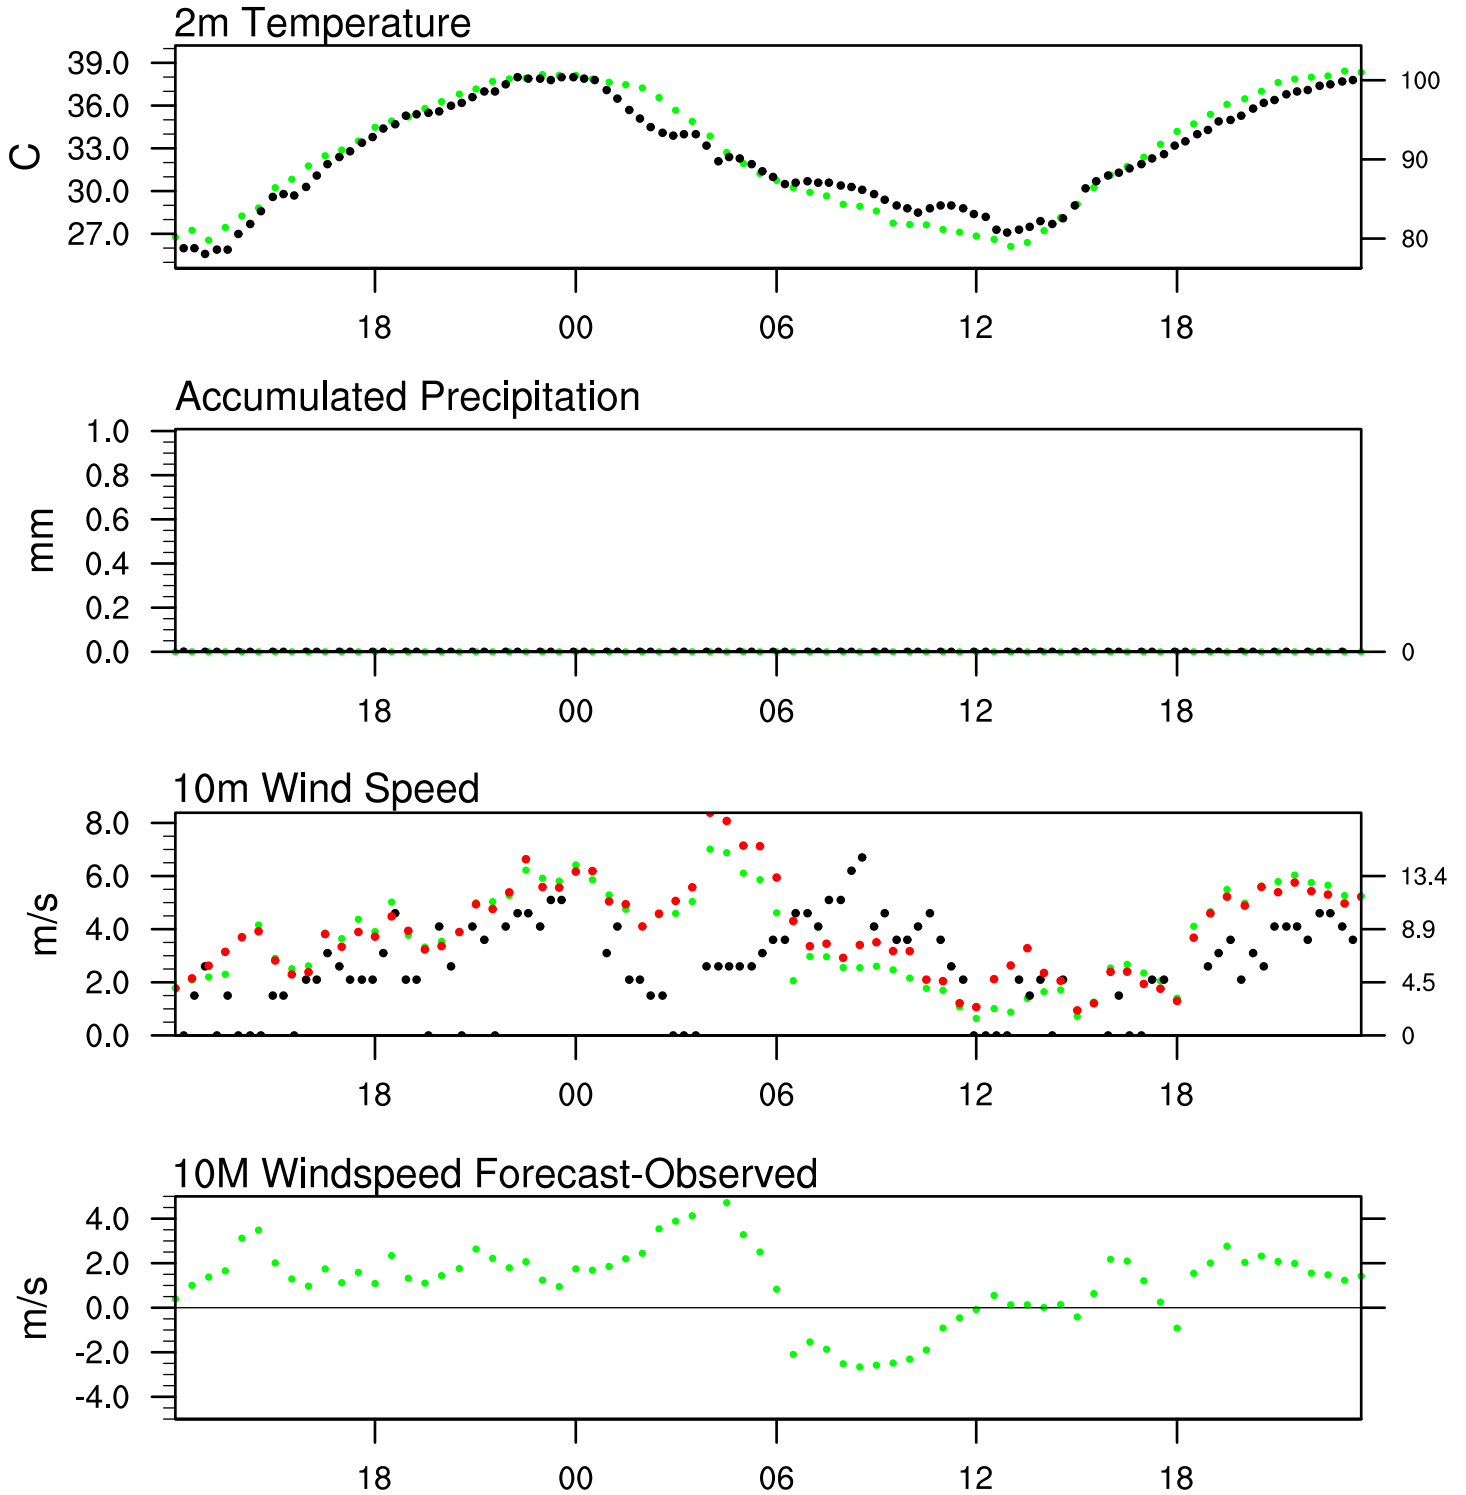 2m Temperature
39.0
36.0
33.0
30.0
27.0
C
100
90
80
18 00 06 12 18
Accumulated Precipitation
1.0
0.8
0.6
0.4
0.2
0.0
mm
0
18 00 06 12 18
10m Wind Speed
8.0
6.0
4.0
2.0
0.0
m/s
13.4
8.9
4.5
0
18 00 06 12 18
10M Windspeed Forecast-Observed
4.0
2.0
0.0
-2.0
-4.0
m/s
18 00 06 12 18